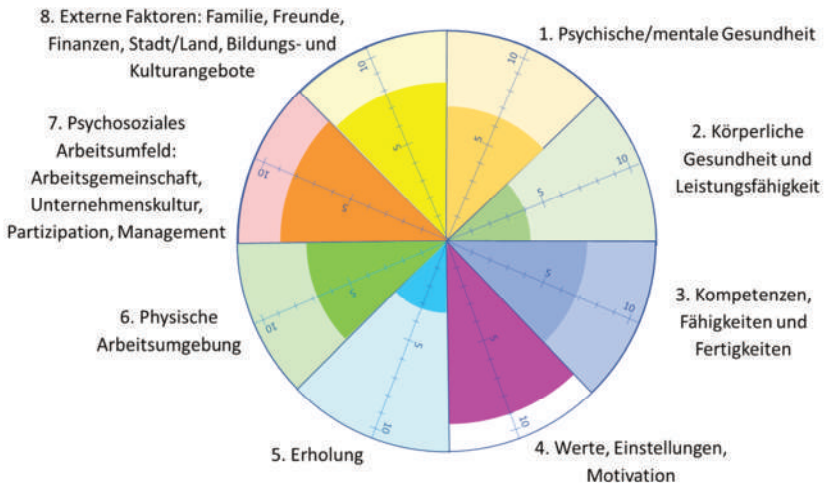 8. Externe Faktoren: Familie, Freunde,
Finanzen, Stadt/Land, Bildungs- und
Kulturangebote
1. Psychische/mentale Gesundheit
2. Körperliche
Gesundheit und
Leistungsfähigkeit
3. Kompetenzen,
Fähigkeiten und
Fertigkeiten
4. Werte, Einstellungen,
Motivation
5. Erholung
6. Physische
Arbeitsumgebung
7. Psychosoziales
Arbeitsumfeld:
Arbeitsgemeinschaft,
Unternehmenskultur,
Partizipation, Management
10
5
10
5
10
5
10
5
10
5
10
5
10
5
10
5